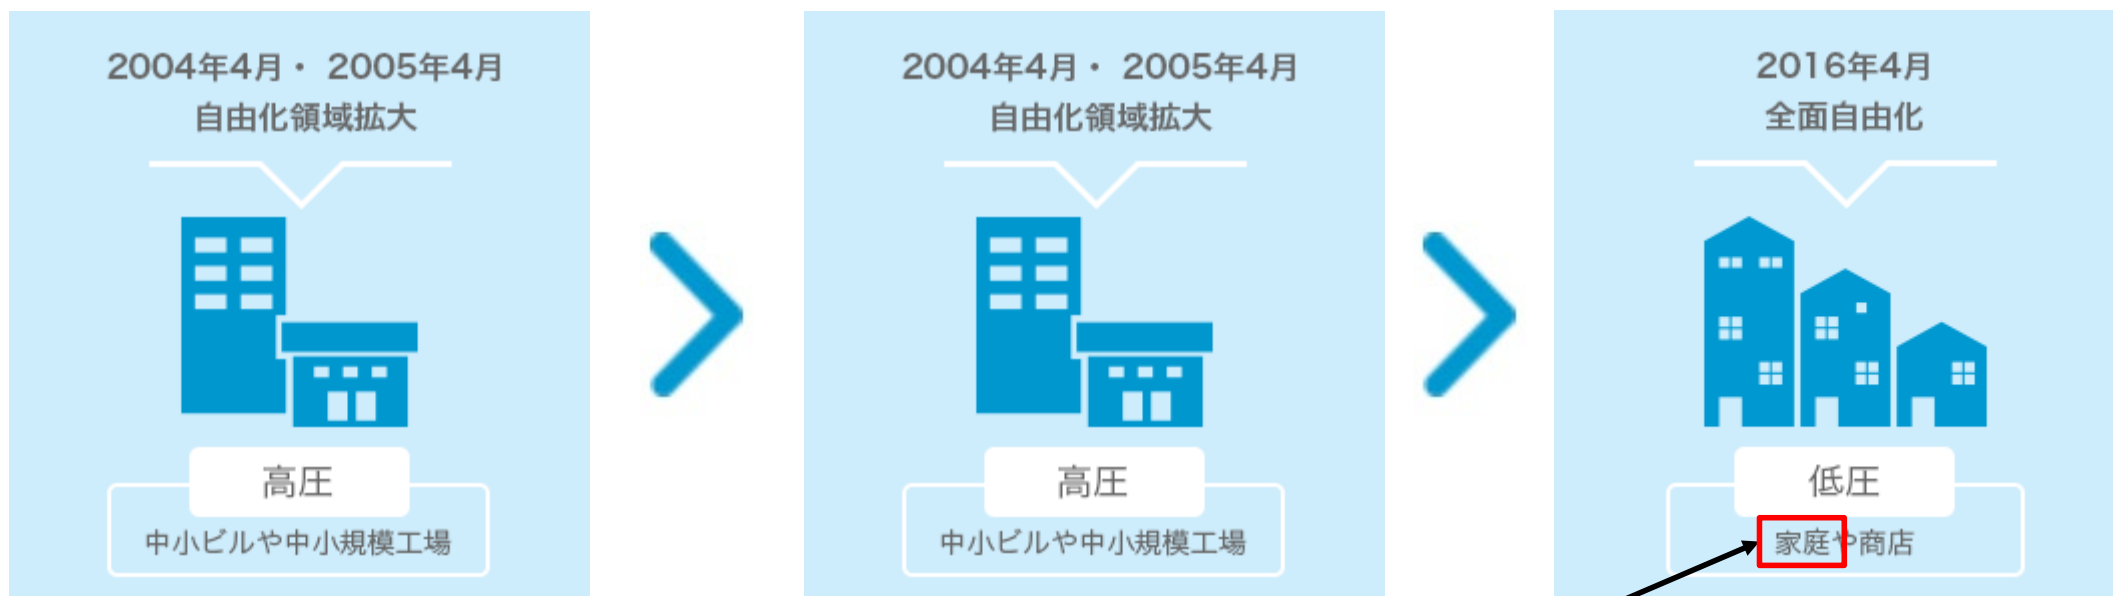 2004年4月・ 2005年4月
自由化領域拡大
高圧
中小ビルや中小規模工場
2004年4月・ 2005年4月
自由化領域拡大
高圧
中小ビルや中小規模工場
2016年4月
全面自由化
低圧
家庭や商店